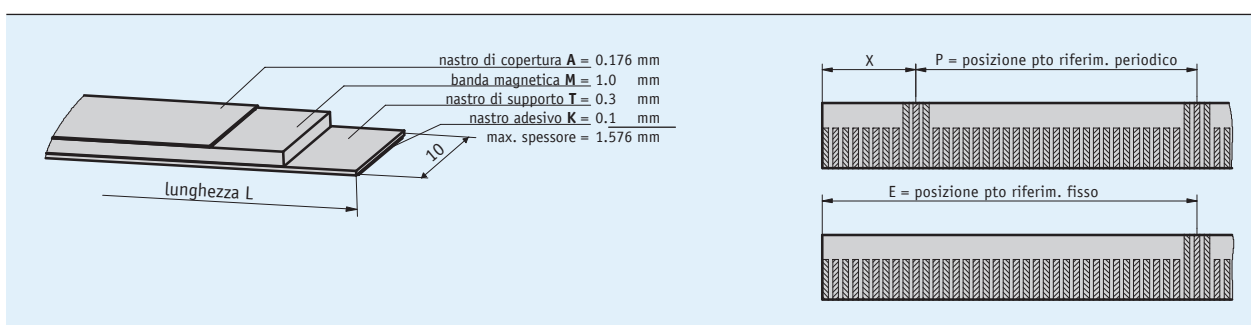 nastro di copertura A = 0.176 mm
banda magnetica M = 1.0 mm
nastro di supporto T = 0.3 mm
nastro adesivo K = 0.1 mm
max. spessore = 1.576 mm
10
lunghezza L
X
P = posizione pto riferim. periodico
E = posizione pto riferim. fisso